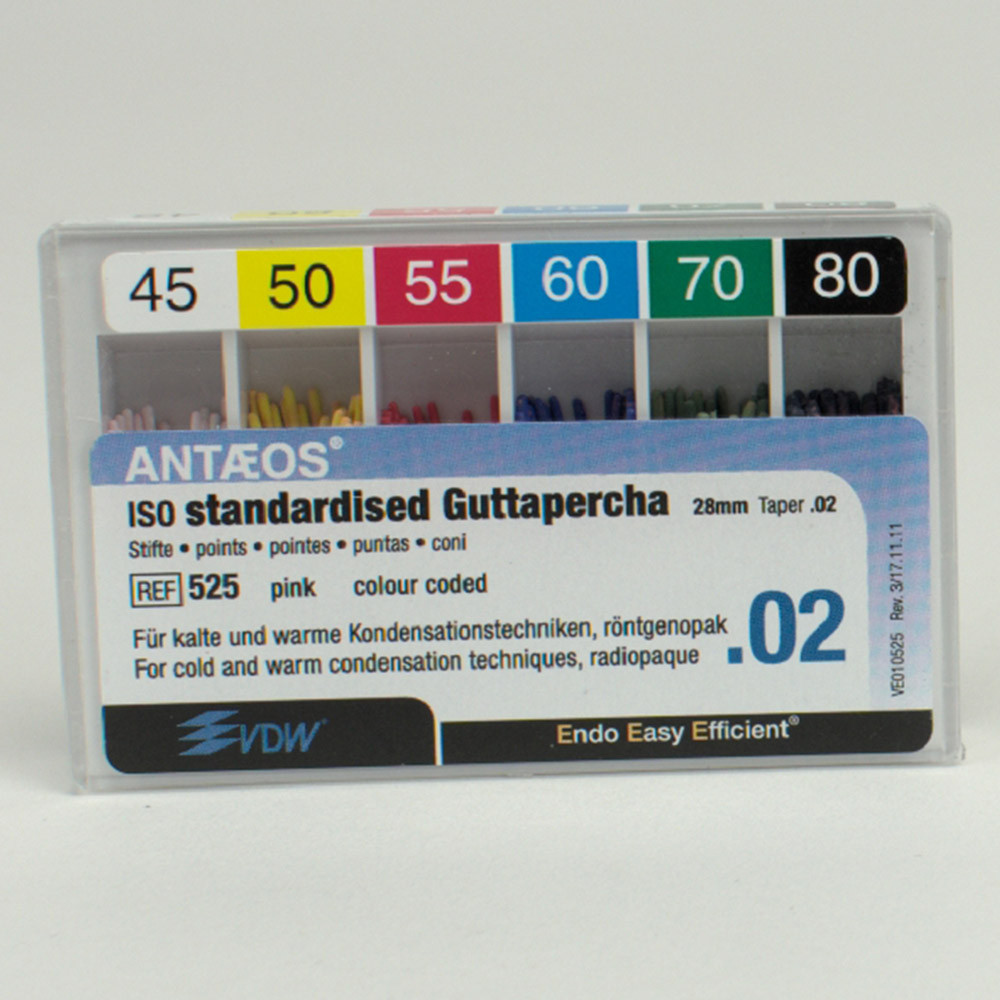 45 50 55 60 70 80
ANTÆOS®
ISO standardised Guttapercha 28mm Taper .02
Stifte • points • pointes • puntas • coni
REF 525 pink colour coded
Für kalte und warme Kondensationstechniken, röntgenopak
For cold and warm condensation techniques, radiopaque
.02
VE010525 Rev. 3/17.11.11
VDW®
Endo Easy Efficient®